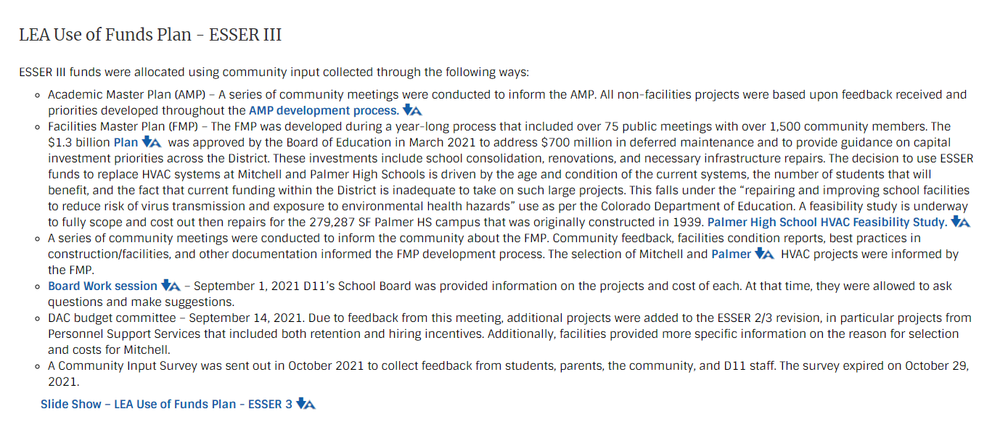 LEA Use of Funds Plan – ESSER III
ESSER III funds were allocated using community input collected through the following ways:
Academic Master Plan (AMP) – A series of community meetings were conducted to inform the AMP. All non-facilities projects were based upon feedback received and
priorities developed throughout the AMP development process.
Facilities Master Plan (FMP) – The FMP was developed during a year-long process that included over 75 public meetings with over 1,500 community members. The
$1.3 billion Plan was approved by the Board of Education in March 2021 to address $700 million in deferred maintenance and to provide guidance on capital
investment priorities across the District. These investments include school consolidation, renovations, and necessary infrastructure repairs. The decision to use ESSER
funds to replace HVAC systems at Mitchell and Palmer High Schools is driven by the age and condition of the current systems, the number of students that will
benefit, and the fact that current funding within the District is inadequate to take on such large projects. This falls under the “repairing and improving school facilities
to reduce risk of virus transmission and exposure to environmental health hazards” use as per the Colorado Department of Education. A feasibility study is underway
to fully scope and cost out then repairs for the 279,287 SF Palmer HS campus that was originally constructed in 1939. Palmer High School HVAC Feasibility Study.
A series of community meetings were conducted to inform the community about the FMP. Community feedback, facilities condition reports, best practices in
construction/facilities, and other documentation informed the FMP development process. The selection of Mitchell and Palmer HVAC projects were informed by
the FMP.
Board Work session – September 1, 2021 D11’s School Board was provided information on the projects and cost of each. At that time, they were allowed to ask
questions and make suggestions.
DAC budget committee – September 14, 2021. Due to feedback from this meeting, additional projects were added to the ESSER 2/3 revision, in particular projects from
Personnel Support Services that included both retention and hiring incentives. Additionally, facilities provided more specific information on the reason for selection
and costs for Mitchell.
A Community Input Survey was sent out in October 2021 to collect feedback from students, parents, the community, and D11 staff. The survey expired on October 29,
2021.
Slide Show – LEA Use of Funds Plan – ESSER 3